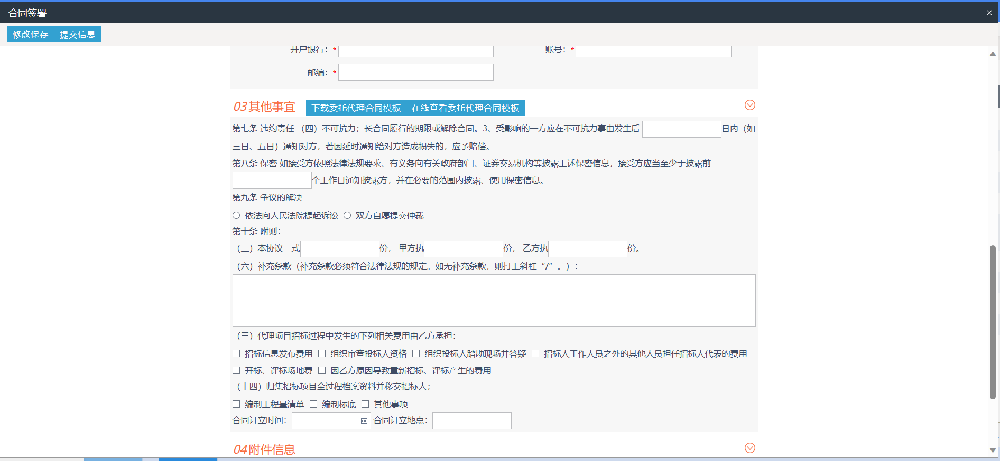 合同签署
修改保存 提交信息
开户银行：* 账号：*
邮编：*
03其他事宜 下载委托代理合同模板 在线查看委托代理合同模板
第七条 违约责任 （四）不可抗力；长合同履行的期限或解除合同。3、受影响的一方应在不可抗力事由发生后 日内（如
三日、五日）通知对方，若因延时通知给对方造成损失的，应予赔偿。
第八条 保密 如接受方依照法律法规要求、有义务向有关政府部门、证券交易机构等披露上述保密信息，接受方应当至少于披露前
个工作日通知披露方，并在必要的范围内披露、使用保密信息。
第九条 争议的解决
依法向人民法院提起诉讼 双方自愿提交仲裁
第十条 附则：
（三）本协议一式 份， 甲方执 份， 乙方执 份。
（六）补充条款（补充条款必须符合法律法规的规定。如无补充条款，则打上斜杠“/”。）：
（三）代理项目招标过程中发生的下列相关费用由乙方承担：
招标信息发布费用 组织审查投标人资格 组织投标人踏勘现场并答疑 招标人工作人员之外的其他人员担任招标人代表的费用
开标、评标场地费 因乙方原因导致重新招标、评标产生的费用
（十四）归集招标项目全过程档案资料并移交招标人；
编制工程量清单 编制标底 其他事项
合同订立时间： 合同订立地点：
04附件信息